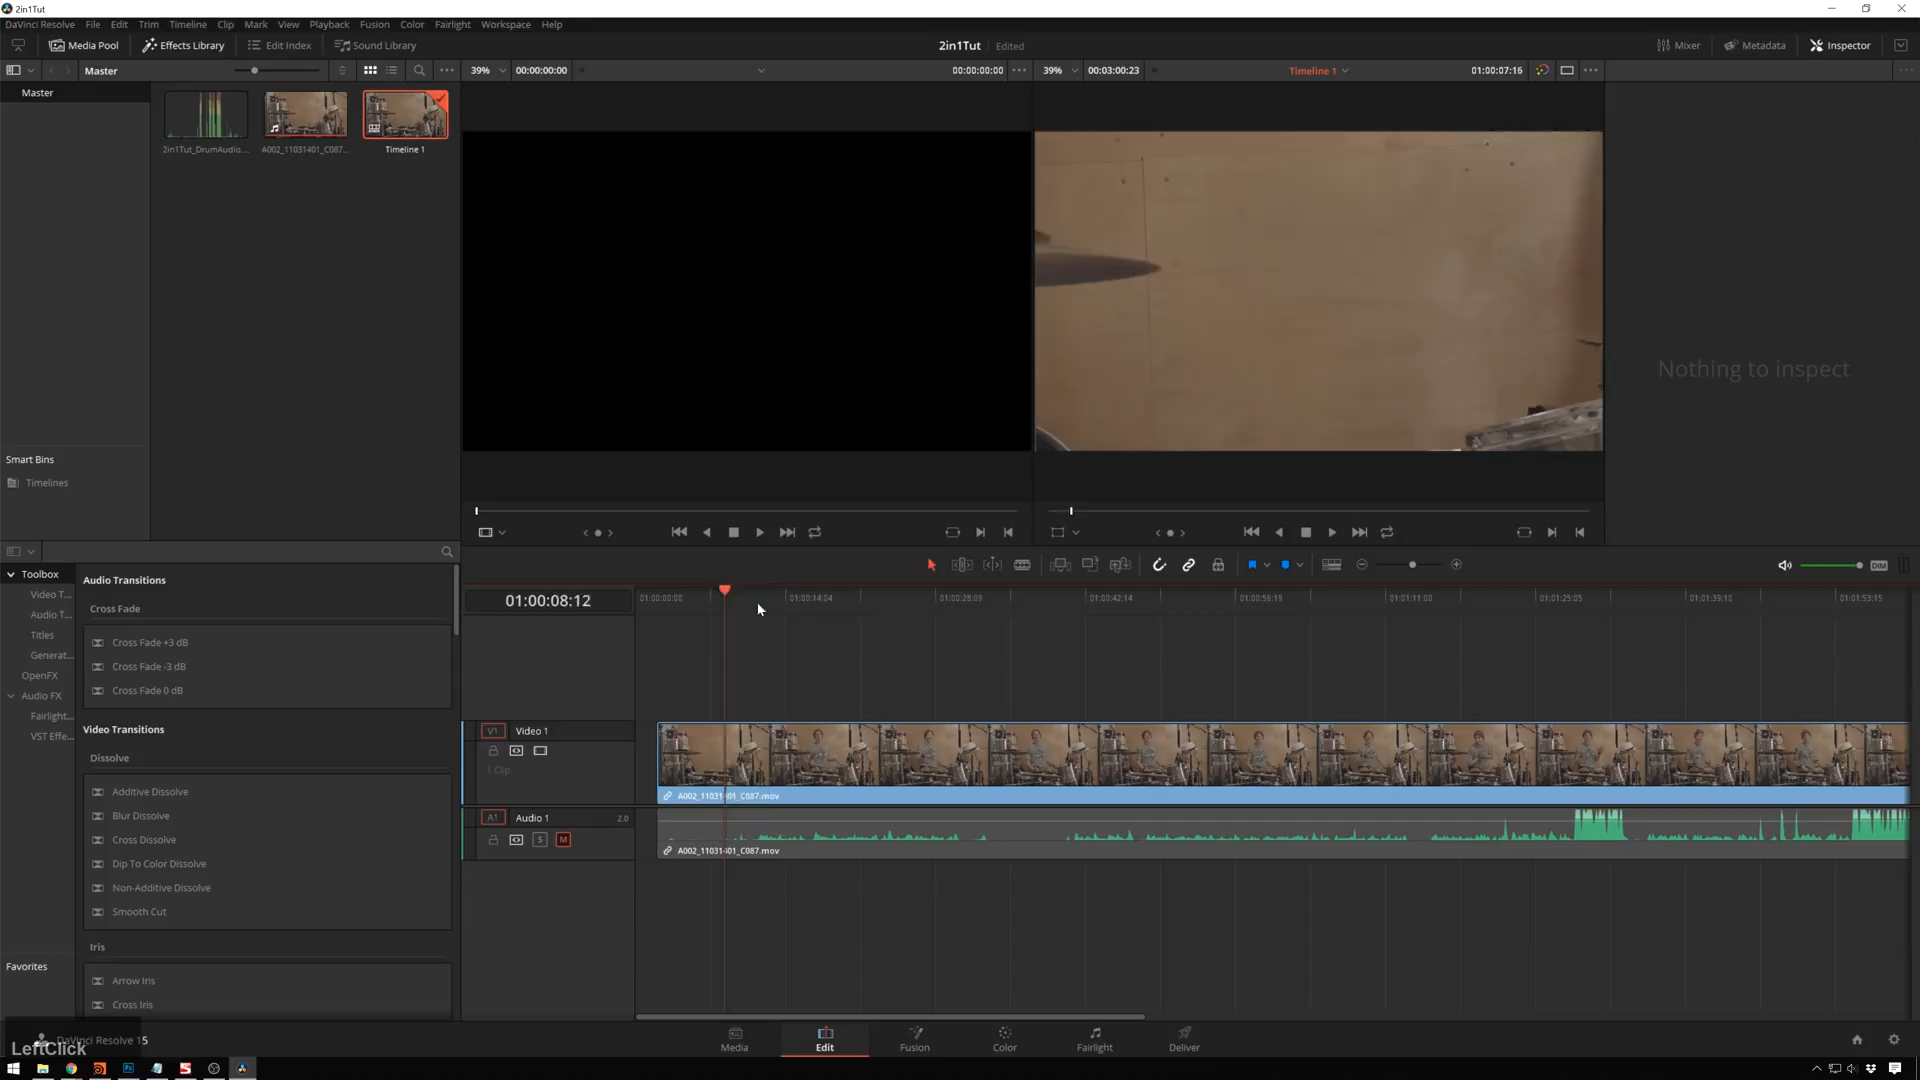 2in1Tut
DaVinci Resolve File Edit Trim Timeline Clip Mark View Playback Fusion Color Fairlight Workspace Help
Media Pool Effects Library Edit Index Sound Library 2in1Tut Edited Mixer Metadata Inspector
Master 39% 00:00:00:00 00:00:00:00 39% 00:03:00:23 Timeline 1 01:00:07:16
Master
2in1Tut_DrumAudio... A002_11031401_C087... Timeline 1
Nothing to inspect
Smart Bins
Timelines
Toolbox
Video T...
Audio T...
Titles
Generat...
OpenFX
Audio FX
Fairlight...
VST Effe...
Favorites
Audio Transitions
Cross Fade
Cross Fade +3 dB
Cross Fade -3 dB
Cross Fade 0 dB
Video Transitions
Dissolve
Additive Dissolve
Blur Dissolve
Cross Dissolve
Dip To Color Dissolve
Non-Additive Dissolve
Smooth Cut
Iris
Arrow Iris
Cross Iris
DIM
01:00:08:12 01:00:00:00 01:00:14:04 01:00:28:09 01:00:42:14 01:00:56:19 01:01:11:00 01:01:25:05 01:01:39:10 01:01:53:15
V1 Video 1
1 Clip
A002_11031401_C087.mov
A1 Audio 1 2.0
S M
A002_11031401_C087.mov
DaVinci Resolve 15
LeftClick
Media Edit Fusion Color Fairlight Deliver